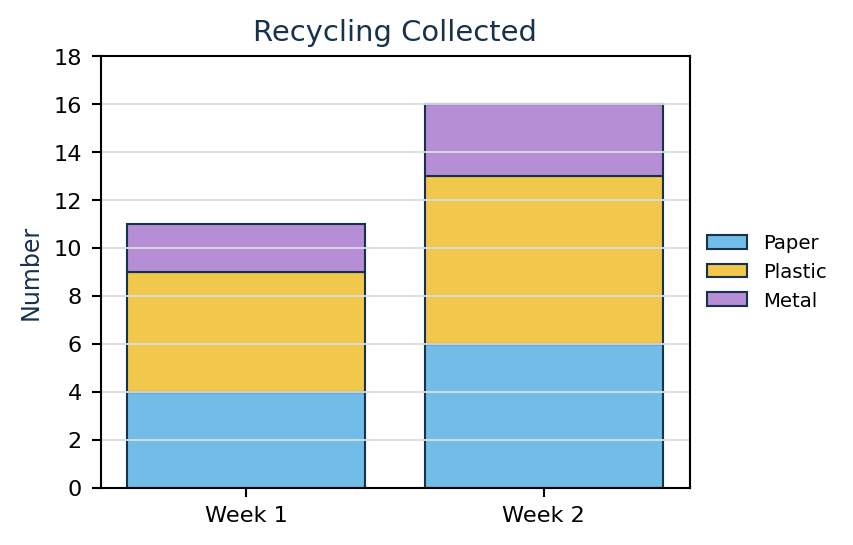 Recycling Collected
Number
18
16
14
12
10
8
6
4
2
0
Week 1
Week 2
Paper
Plastic
Metal